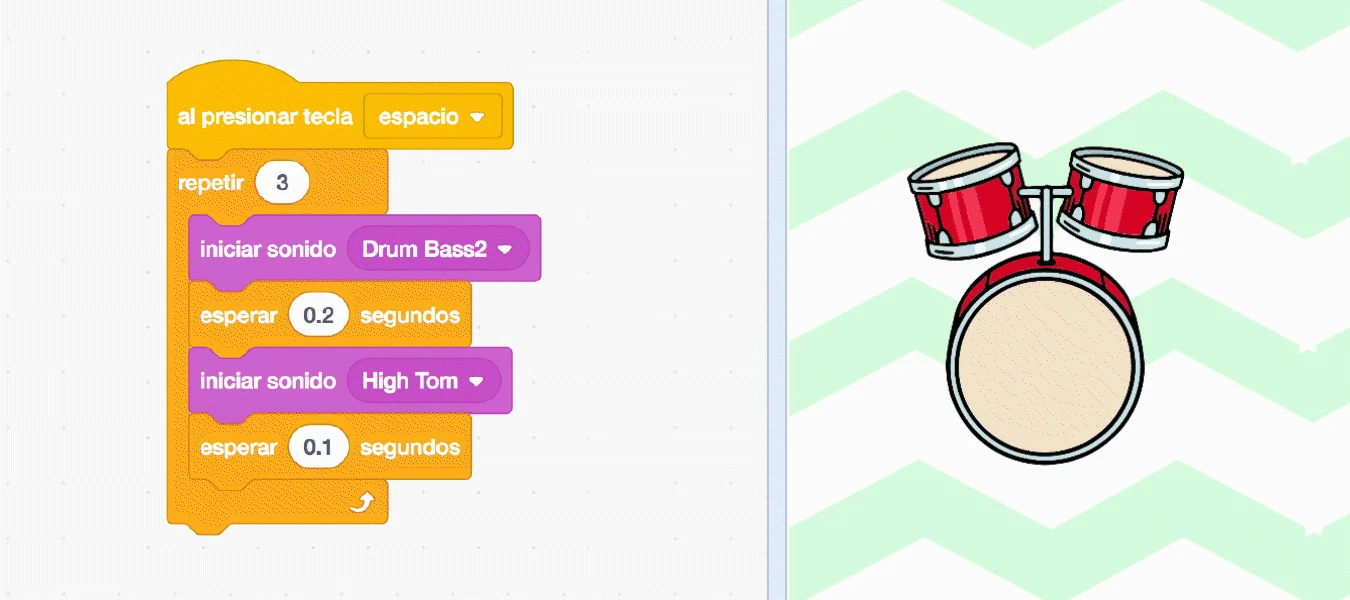 al presionar tecla espacio
repetir 3
iniciar sonido Drum Bass2
esperar 0.2 segundos
iniciar sonido High Tom
esperar 0.1 segundos